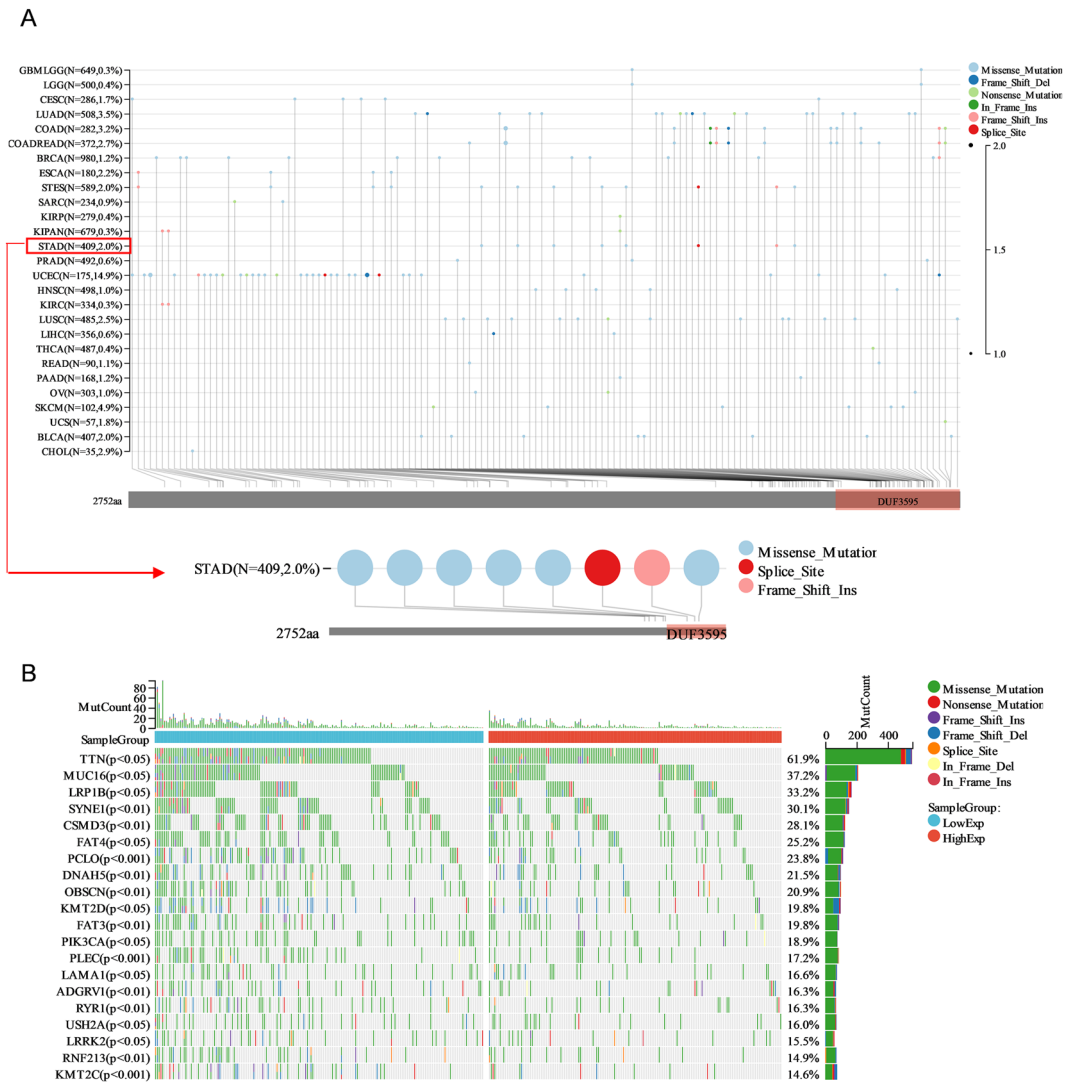 A
GBMLGG(N=649,0.3%)
LGG(N=500,0.4%)
CESC(N=286,1.7%)
LUAD(N=508,3.5%)
COAD(N=282,3.2%)
COADREAD(N=372,2.7%)
BRCA(N=980,1.2%)
ESCA(N=180,2.2%)
STES(N=589,2.0%)
SARC(N=234,0.9%)
KIRP(N=279,0.4%)
KIPAN(N=679,0.3%)
STAD(N=409,2.0%)
PRAD(N=492,0.6%)
UCEC(N=175,14.9%)
HNSC(N=498,1.0%)
KIRC(N=334,0.3%)
LUSC(N=485,2.5%)
LIHC(N=356,0.6%)
THCA(N=487,0.4%)
READ(N=90,1.1%)
PAAD(N=168,1.2%)
OV(N=303,1.0%)
SKCM(N=102,4.9%)
UCS(N=57,1.8%)
BLCA(N=407,2.0%)
CHOL(N=35,2.9%)
Missense_Mutation
Frame_Shift_Del
Nonsense_Mutation
In_Frame_Ins
Frame_Shift_Ins
Splice_Site
2.0
1.5
1.0
2752aa
DUF3595
STAD(N=409,2.0%)
Missense_Mutation
Splice_Site
Frame_Shift_Ins
2752aa
DUF3595
B
MutCount
80
60
40
20
0
SampleGroup
TTN(p<0.05) 61.9%
MUC16(p<0.05) 37.2%
LRP1B(p<0.05) 33.2%
SYNE1(p<0.01) 30.1%
CSMD3(p<0.01) 28.1%
FAT4(p<0.05) 25.2%
PCLO(p<0.001) 23.8%
DNAH5(p<0.01) 21.5%
OBSCN(p<0.01) 20.9%
KMT2D(p<0.05) 19.8%
FAT3(p<0.01) 19.8%
PIK3CA(p<0.05) 18.9%
PLEC(p<0.001) 17.2%
LAMA1(p<0.05) 16.6%
ADGRV1(p<0.01) 16.3%
RYR1(p<0.01) 16.3%
USH2A(p<0.05) 16.0%
LRRK2(p<0.05) 15.5%
RNF213(p<0.01) 14.9%
KMT2C(p<0.001) 14.6%
MutCount
0 200 400
Missense_Mutation
Nonsense_Mutation
Frame_Shift_Ins
Frame_Shift_Del
Splice_Site
In_Frame_Del
In_Frame_Ins
SampleGroup:
LowExp
HighExp